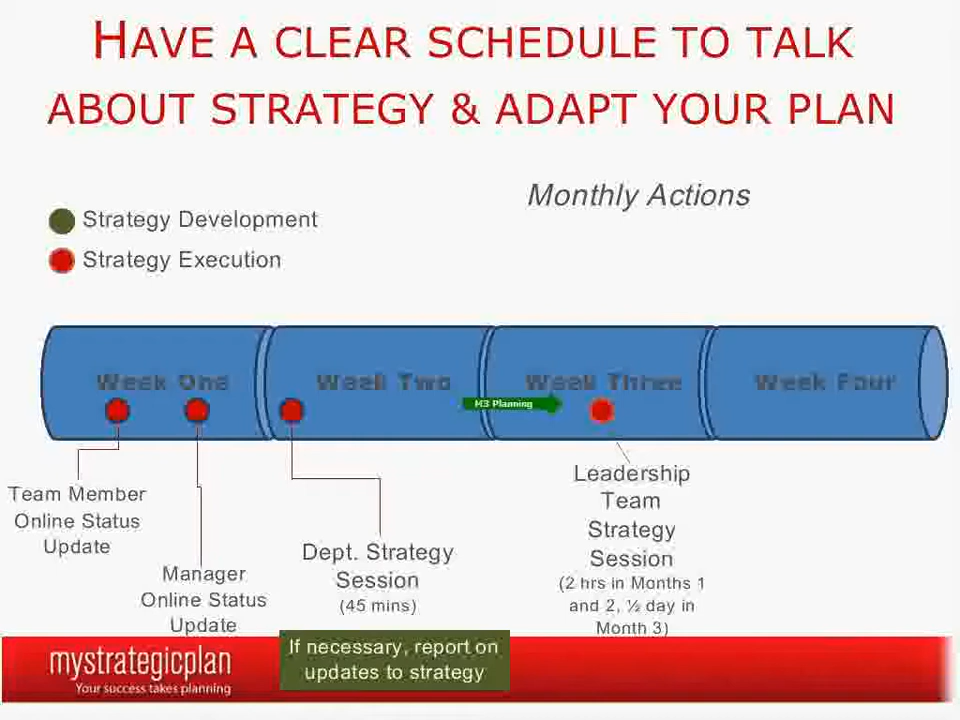 HAVE A CLEAR SCHEDULE TO TALK
ABOUT STRATEGY & ADAPT YOUR PLAN
Monthly Actions
Strategy Development
Strategy Execution
Week One
Week Two
Week Three
Week Four
M3 Planning
Team Member
Online Status
Update
Manager
Online Status
Update
Dept. Strategy
Session
(45 mins)
Leadership
Team
Strategy
Session
(2 hrs in Months 1
and 2, ½ day in
Month 3)
If necessary, report on
updates to strategy
mystrategicplan
Your success takes planning